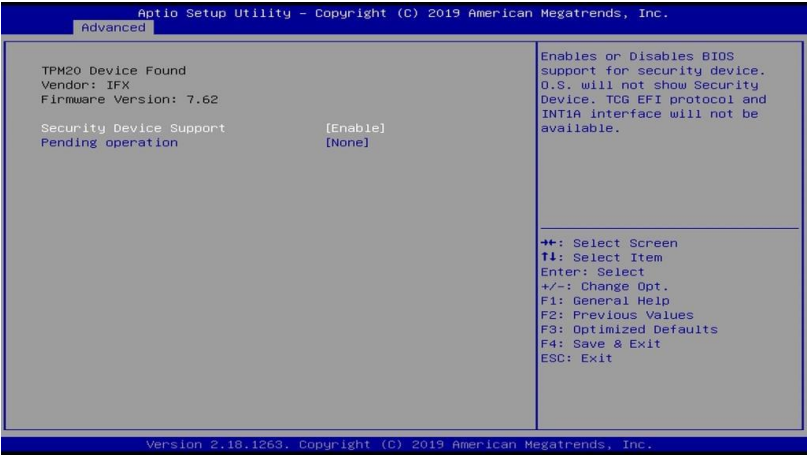 Aptio Setup Utility – Copyright (C) 2019 American Megatrends, Inc.
Advanced
TPM20 Device Found
Vendor: IFX
Firmware Version: 7.62
Security Device Support [Enable]
Pending operation [None]
Enables or Disables BIOS
support for security device.
O.S. will not show Security
Device. TCG EFI protocol and
INT1A interface will not be
available.
→←: Select Screen
↑↓: Select Item
Enter: Select
+/-: Change Opt.
F1: General Help
F2: Previous Values
F3: Optimized Defaults
F4: Save & Exit
ESC: Exit
Version 2.18.1263. Copyright (C) 2019 American Megatrends, Inc.